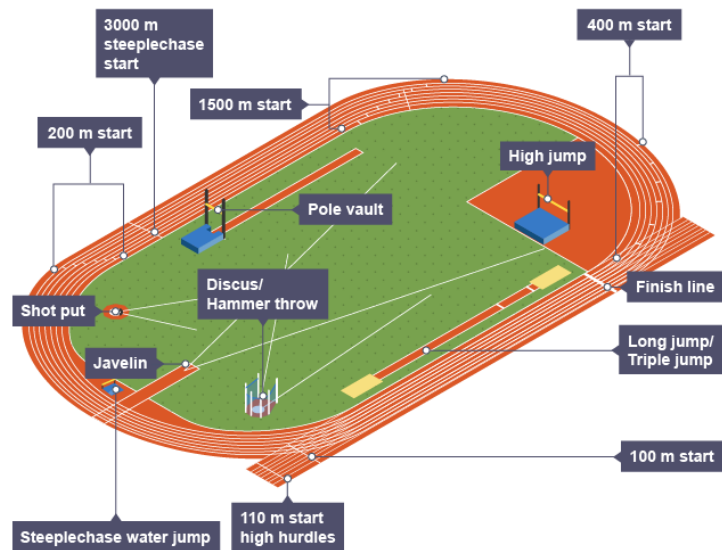 3000 m
steeplechase
start
400 m start
1500 m start
200 m start
High jump
Pole vault
Discus/
Hammer throw
Finish line
Shot put
Long jump/
Triple jump
Javelin
100 m start
110 m start
high hurdles
Steeplechase water jump